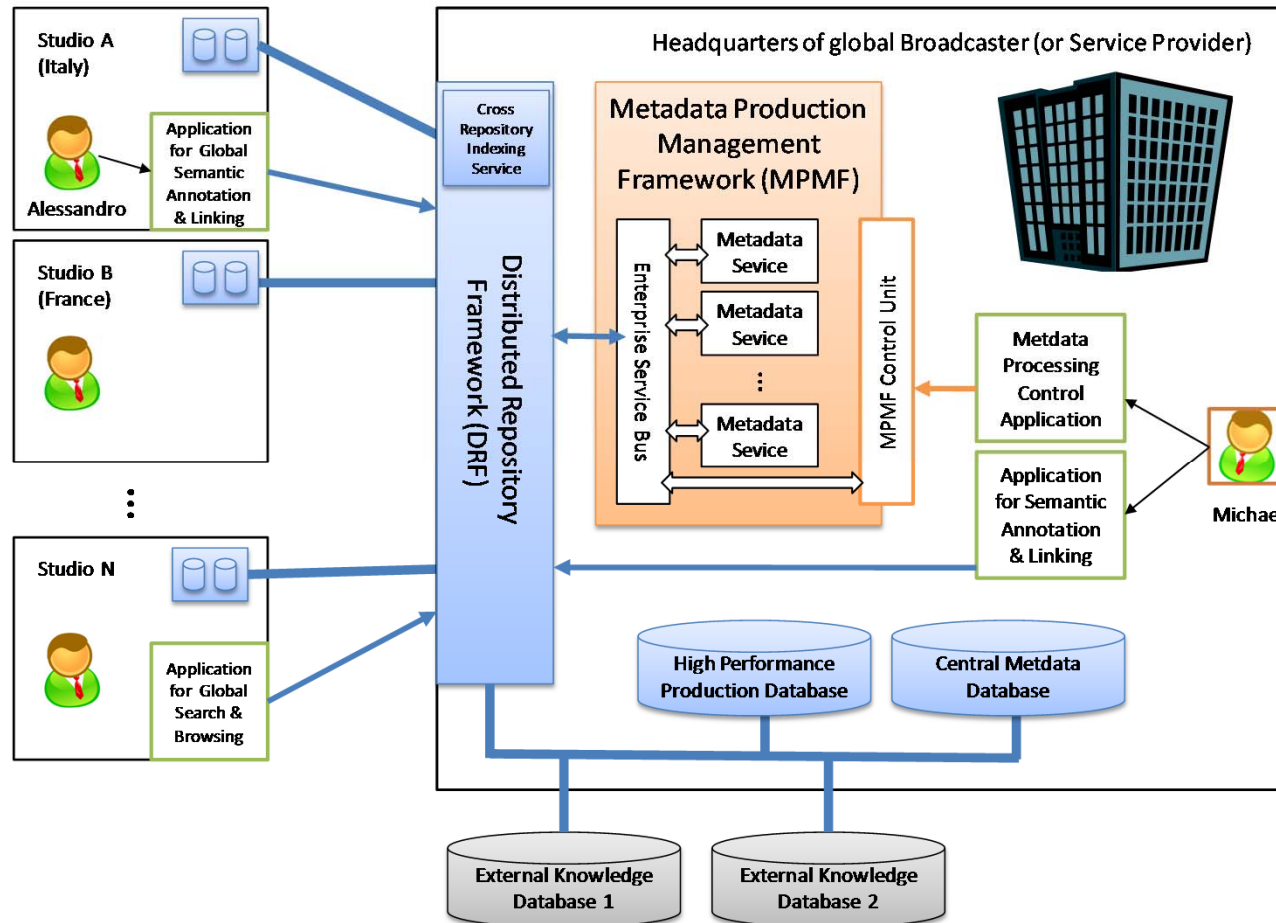 Studio A
(Italy)
Alessandro
Application
for Global
Semantic
Annotation
& Linking
Studio B
(France)
...
Studio N
Application
for Global
Search &
Browsing
Headquarters of global Broadcaster (or Service Provider)
Cross
Repository
Indexing
Service
Distributed Repository
Framework (DRF)
Metadata Production
Management
Framework (MPMF)
Enterprise Service Bus
Metadata
Sevice
Metadata
Sevice
...
Metadata
Sevice
MPMF Control Unit
Metdata
Processing
Control
Application
Application
for Semantic
Annotation
& Linking
Michae
High Performance
Production Database
Central Metdata
Database
External Knowledge
Database 1
External Knowledge
Database 2